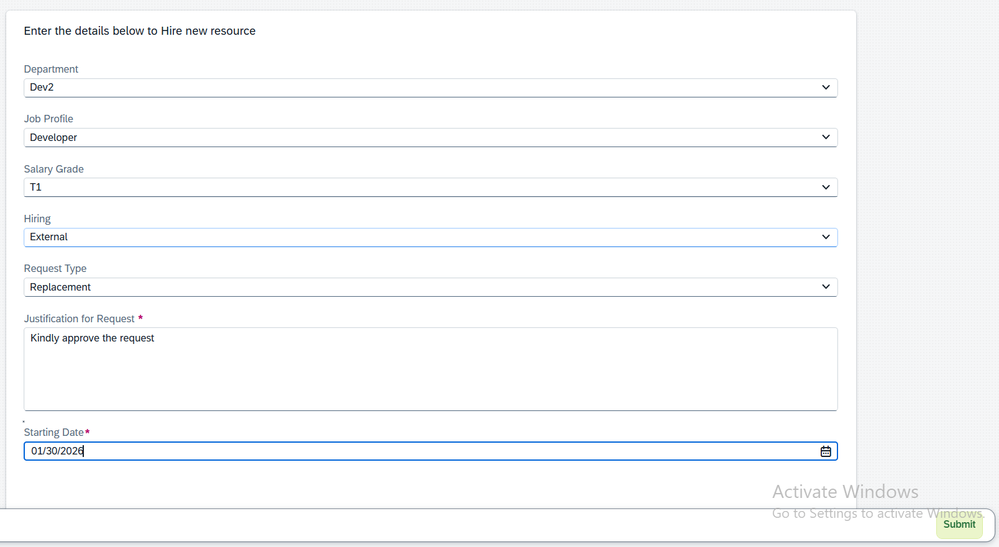 Enter the details below to Hire new resource
Department
Dev2
Job Profile
Developer
Salary Grade
T1
Hiring
External
Request Type
Replacement
Justification for Request *
Kindly approve the request
Starting Date*
01/30/2026
Activate Windows
Go to Settings to activate Windows.
Submit